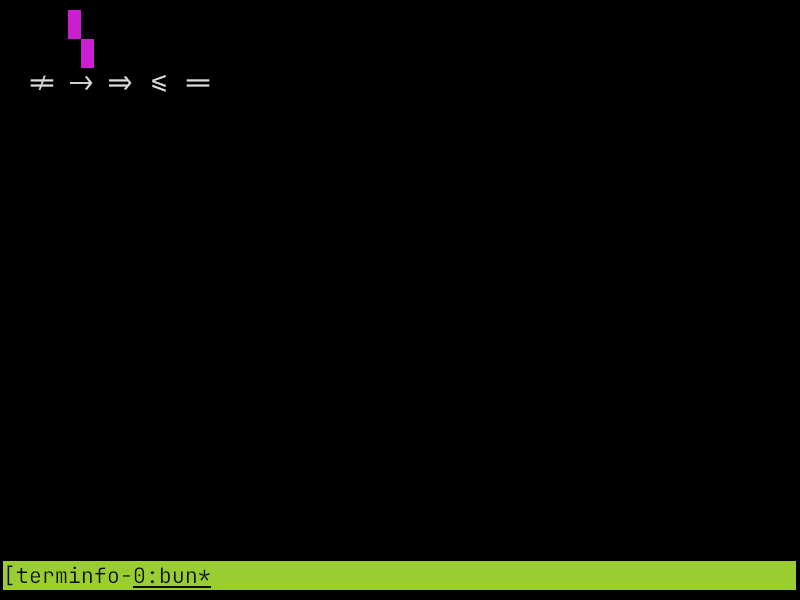 ≠ → ⇒ ⩽ ==
[terminfo-0:bun*